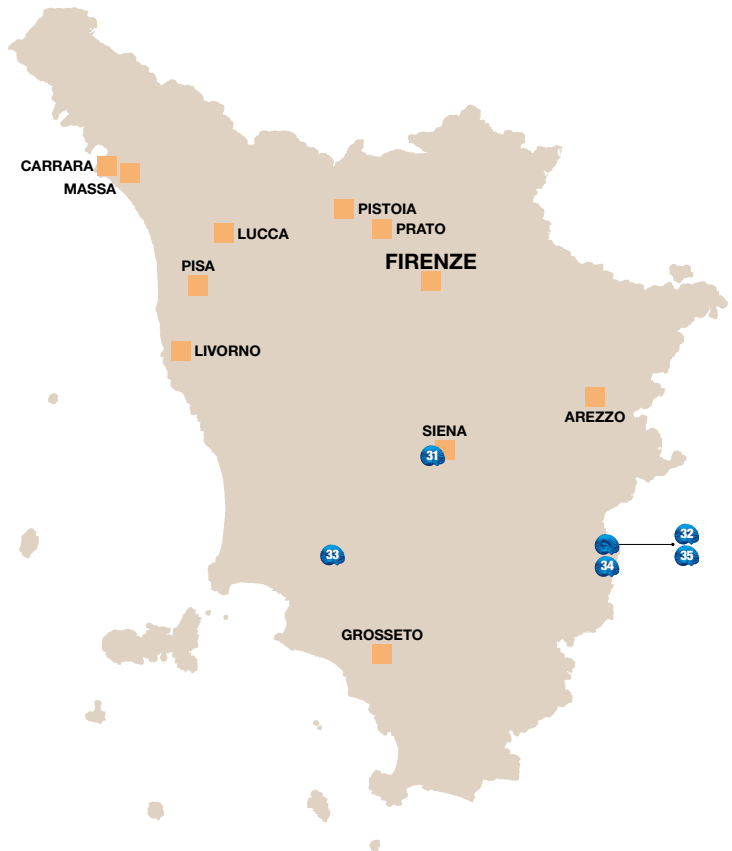 CARRARA
MASSA
PISTOIA
PRATO
LUCCA
FIRENZE
PISA
LIVORNO
AREZZO
SIENA
31
32
33
35
34
GROSSETO